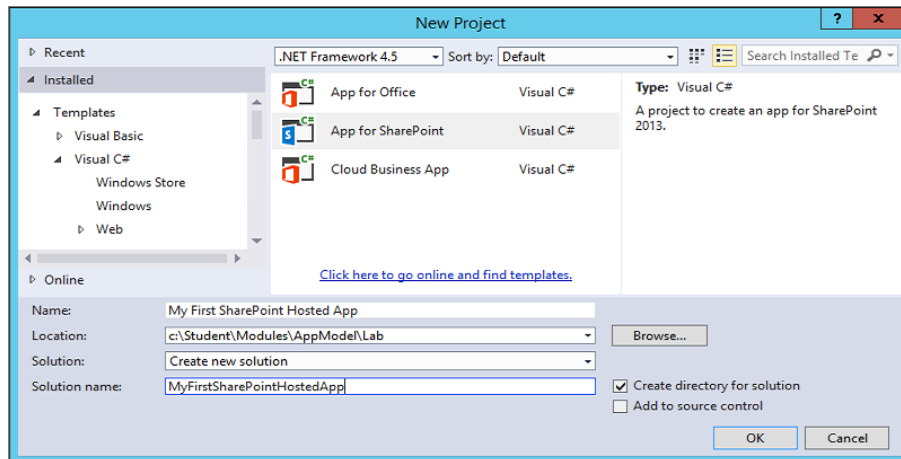 New Project
? x
Recent
.NET Framework 4.5 Sort by: Default Search Installed Te
Installed
Templates
Visual Basic
Visual C#
Windows Store
Windows
Web
Online
C# App for Office Visual C#
C# App for SharePoint Visual C#
C# Cloud Business App Visual C#
Click here to go online and find templates.
Type: Visual C#
A project to create an app for SharePoint
2013.
Name: My First SharePoint Hosted App
Location: c:\Student\Modules\AppModel\Lab Browse...
Solution: Create new solution
Solution name: MyFirstSharePointHostedApp
Create directory for solution
Add to source control
OK Cancel